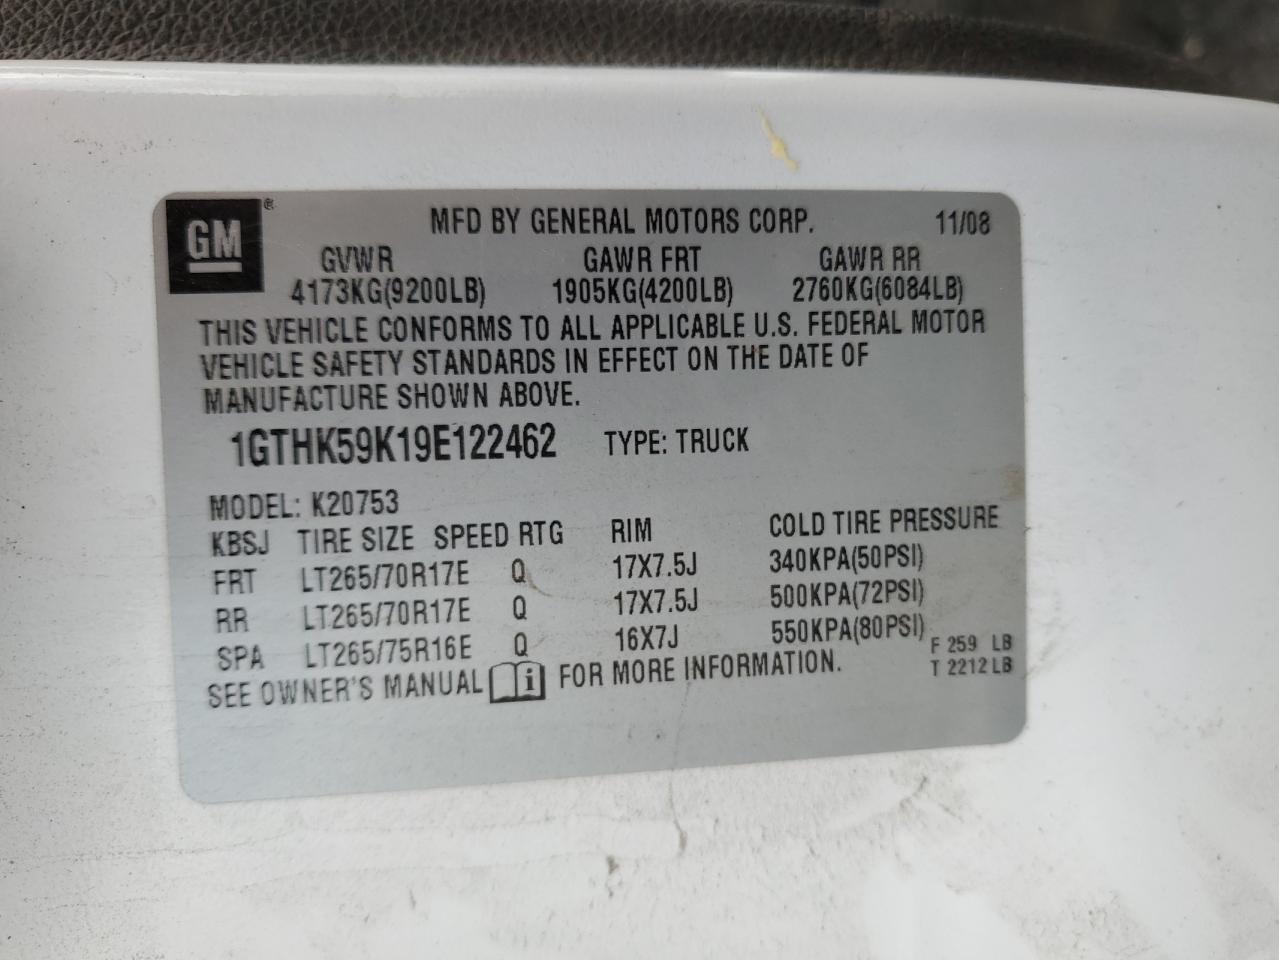 GM ® MFD BY GENERAL MOTORS CORP. 11/08
GVWR GAWR FRT GAWR RR
4173KG(9200LB) 1905KG(4200LB) 2760KG(6084LB)
THIS VEHICLE CONFORMS TO ALL APPLICABLE U.S. FEDERAL MOTOR
VEHICLE SAFETY STANDARDS IN EFFECT ON THE DATE OF
MANUFACTURE SHOWN ABOVE.
1GTHK59K19E122462 TYPE: TRUCK
MODEL: K20753
KBSJ TIRE SIZE SPEED RTG RIM COLD TIRE PRESSURE
FRT LT265/70R17E Q 17X7.5J 340KPA(50PSI)
RR LT265/70R17E Q 17X7.5J 500KPA(72PSI)
SPA LT265/75R16E Q 16X7J 550KPA(80PSI) F 259 LB
SEE OWNER'S MANUAL i FOR MORE INFORMATION. T 2212 LB